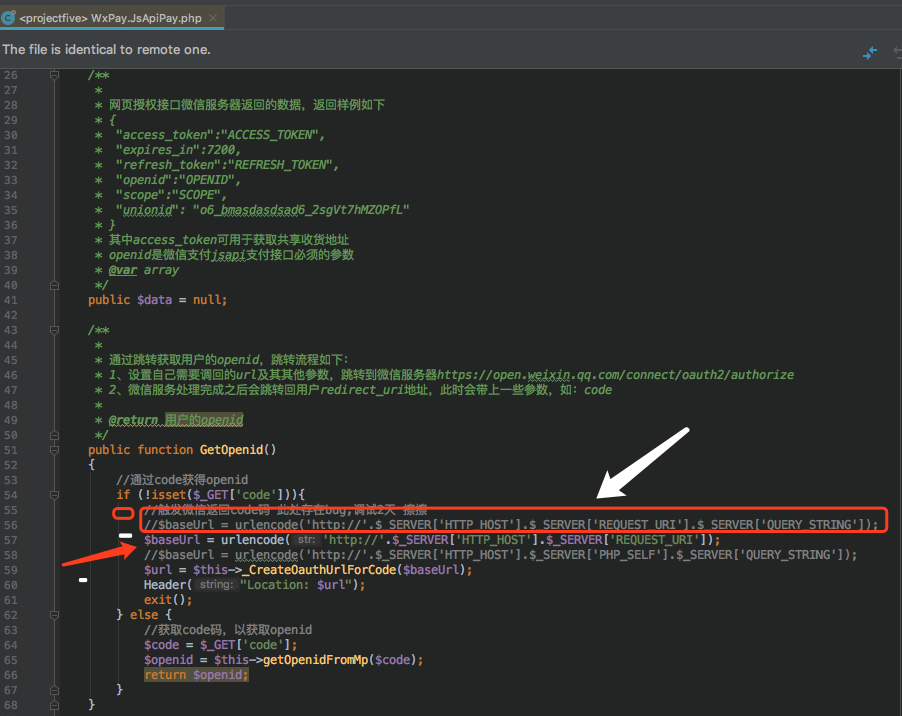 <projectfive> WxPay.JsApiPay.php
The file is identical to remote one.
26 /**
27 *
28 * 网页授权接口微信服务器返回的数据，返回样例如下
29 * {
30 * "access_token":"ACCESS_TOKEN",
31 * "expires_in":7200,
32 * "refresh_token":"REFRESH_TOKEN",
33 * "openid":"OPENID",
34 * "scope":"SCOPE",
35 * "unionid": "o6_bmasdasdsad6_2sgVt7hMZOPfL"
36 * }
37 * 其中access_token可用于获取共享收货地址
38 * openid是微信支付jsapi支付接口必须的参数
39 * @var array
40 */
41 public $data = null;
42
43 /**
44 *
45 * 通过跳转获取用户的openid，跳转流程如下：
46 * 1、设置自己需要调回的url及其其他参数，跳转到微信服务器https://open.weixin.qq.com/connect/oauth2/authorize
47 * 2、微信服务处理完成之后会跳转回用户redirect_uri地址，此时会带上一些参数，如：code
48 *
49 * @return 用户的openid
50 */
51 public function GetOpenid()
52 {
53 //通过code获得openid
54 if (!isset($_GET['code'])){
55 //触发微信返回code码 此处存在bug,调试2天 擦擦
56 //$baseUrl = urlencode('http://'.$_SERVER['HTTP_HOST'].$_SERVER['REQUEST_URI'].$_SERVER['QUERY_STRING']);
57 $baseUrl = urlencode( str: 'http://'.$_SERVER['HTTP_HOST'].$_SERVER['REQUEST_URI']);
58 //$baseUrl = urlencode('http://'.$_SERVER['HTTP_HOST'].$_SERVER['PHP_SELF'].$_SERVER['QUERY_STRING']);
59 $url = $this->_CreateOauthUrlForCode($baseUrl);
60 Header( string: "Location: $url");
61 exit();
62 } else {
63 //获取code码，以获取openid
64 $code = $_GET['code'];
65 $openid = $this->getOpenidFromMp($code);
66 return $openid;
67 }
68 }